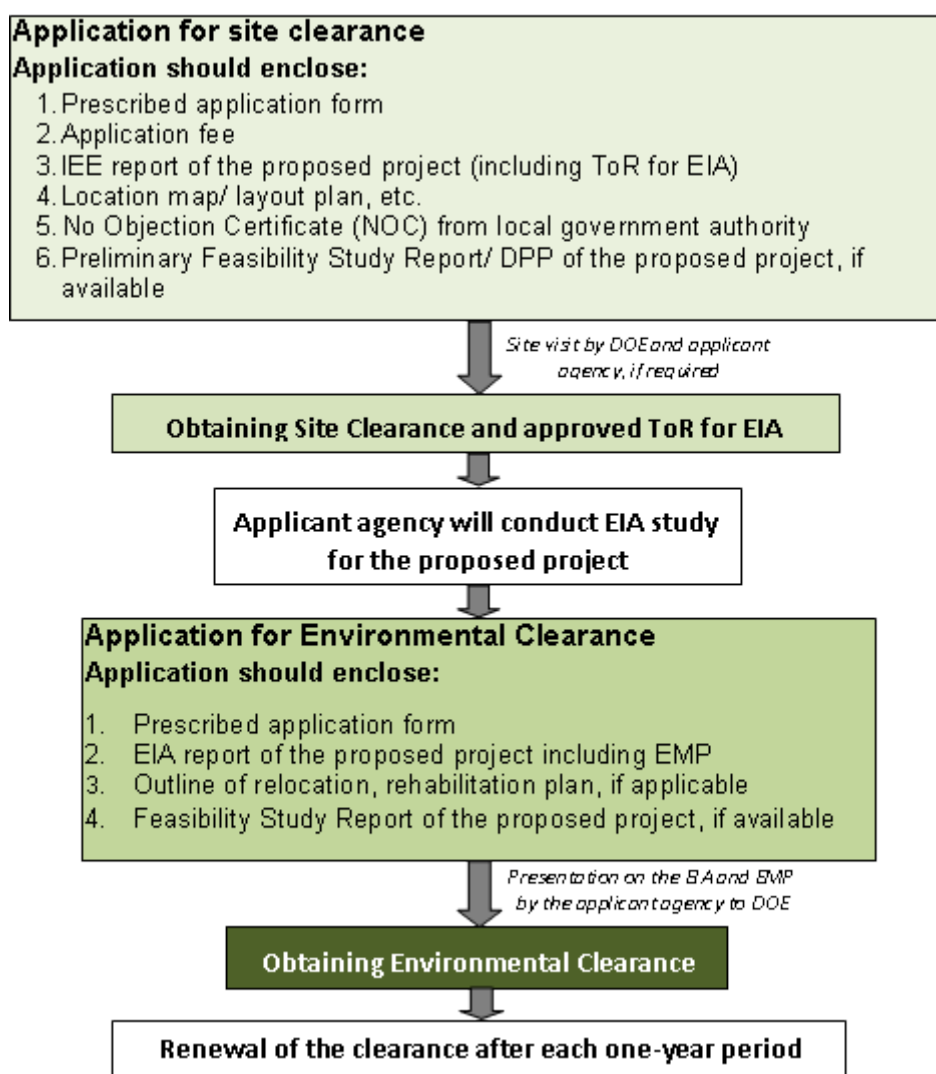 Application for site clearance
Application should enclose:
1. Prescribed application form
2. Application fee
3. IEE report of the proposed project (including ToR for EIA)
4. Location map/ layout plan, etc.
5. No Objection Certificate (NOC) from local government authority
6. Preliminary Feasibility Study Report/ DPP of the proposed project, if
available
Site visit by DOE and applicant
agency, if required
Obtaining Site Clearance and approved ToR for EIA
Applicant agency will conduct EIA study
for the proposed project
Application for Environmental Clearance
Application should enclose:
1. Prescribed application form
2. EIA report of the proposed project including EMP
3. Outline of relocation, rehabilitation plan, if applicable
4. Feasibility Study Report of the proposed project, if available
Presentation on the EIA and EMP
by the applicant agency to DOE
Obtaining Environmental Clearance
Renewal of the clearance after each one-year period